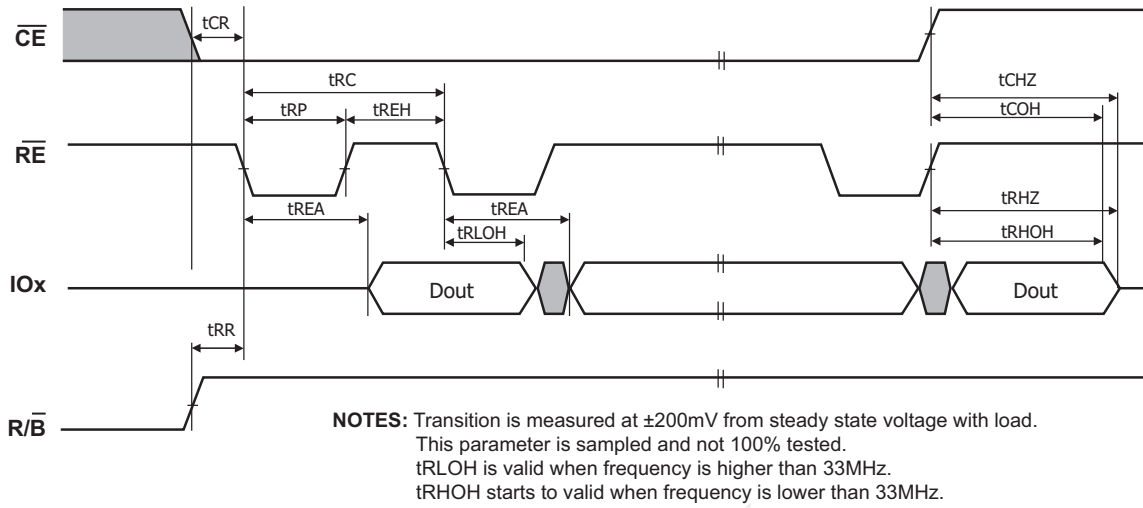 C̅E̅
tCR
tRC
tCHZ
tRP
tREH
tCOH
R̅E̅
tREA
tREA
tRHZ
tRLOH
tRHOH
IOx
Dout
Dout
tRR
R/B̅
NOTES: Transition is measured at ±200mV from steady state voltage with load.
This parameter is sampled and not 100% tested.
tRLOH is valid when frequency is higher than 33MHz.
tRHOH starts to valid when frequency is lower than 33MHz.